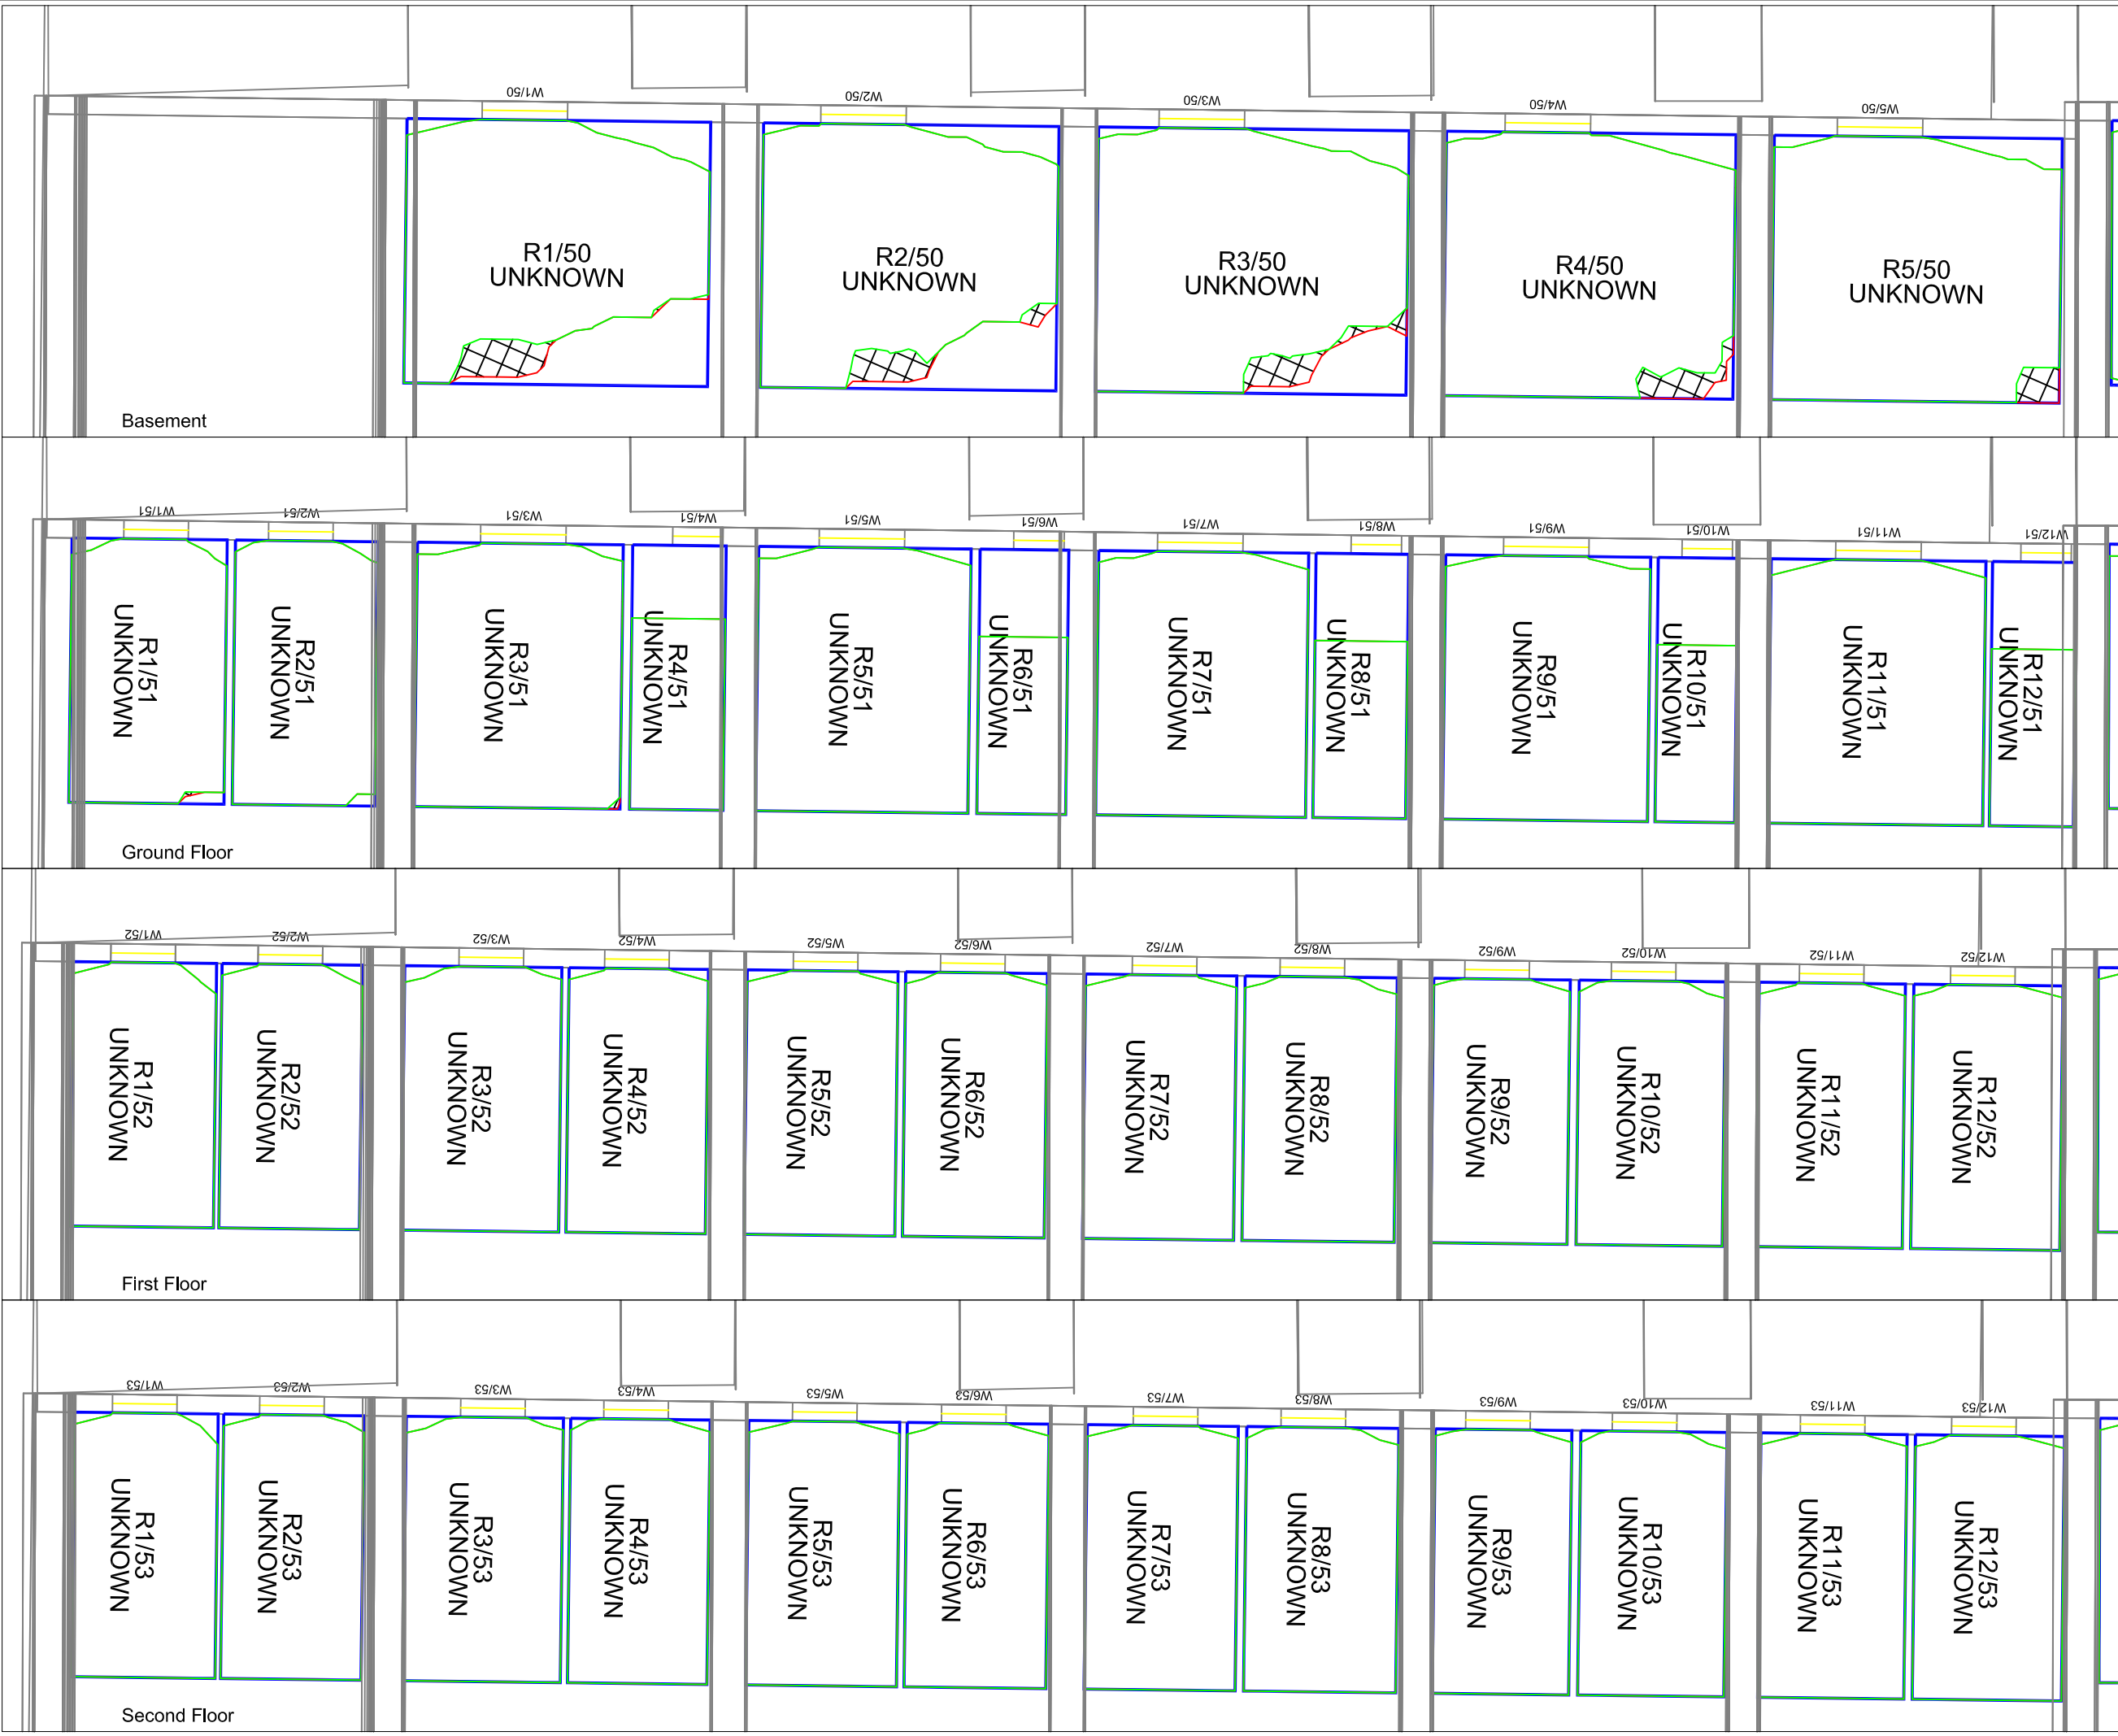 W1/50
W2/50
W3/50
W4/50
W5/50
R1/50
UNKNOWN
R2/50
UNKNOWN
R3/50
UNKNOWN
R4/50
UNKNOWN
R5/50
UNKNOWN
Basement
W1/51
W2/51
W3/51
W4/51
W5/51
W6/51
W7/51
W8/51
W9/51
W10/51
W11/51
W12/51
R1/51
UNKNOWN
R2/51
UNKNOWN
R3/51
UNKNOWN
R4/51
UNKNOWN
R5/51
UNKNOWN
R6/51
UNKNOWN
R7/51
UNKNOWN
R8/51
UNKNOWN
R9/51
UNKNOWN
R10/51
UNKNOWN
R11/51
UNKNOWN
R12/51
UNKNOWN
Ground Floor
W1/52
W2/52
W3/52
W4/52
W5/52
W6/52
W7/52
W8/52
W9/52
W10/52
W11/52
W12/52
R1/52
UNKNOWN
R2/52
UNKNOWN
R3/52
UNKNOWN
R4/52
UNKNOWN
R5/52
UNKNOWN
R6/52
UNKNOWN
R7/52
UNKNOWN
R8/52
UNKNOWN
R9/52
UNKNOWN
R10/52
UNKNOWN
R11/52
UNKNOWN
R12/52
UNKNOWN
First Floor
W1/53
W2/53
W3/53
W4/53
W5/53
W6/53
W7/53
W8/53
W9/53
W10/53
W11/53
W12/53
R1/53
UNKNOWN
R2/53
UNKNOWN
R3/53
UNKNOWN
R4/53
UNKNOWN
R5/53
UNKNOWN
R6/53
UNKNOWN
R7/53
UNKNOWN
R8/53
UNKNOWN
R9/53
UNKNOWN
R10/53
UNKNOWN
R11/53
UNKNOWN
R12/53
UNKNOWN
Second Floor